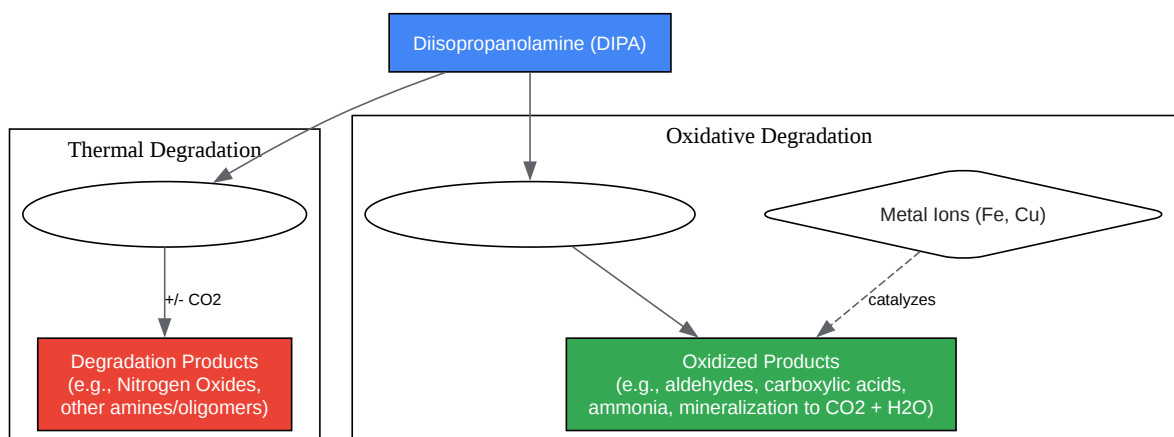 Diisopropanolamine (DIPA)
Thermal Degradation
Oxidative Degradation
Metal Ions (Fe, Cu)
+/- CO2
catalyzes
Degradation Products
(e.g., Nitrogen Oxides,
other amines/oligomers)
Oxidized Products
(e.g., aldehydes, carboxylic acids,
ammonia, mineralization to CO2 + H2O)